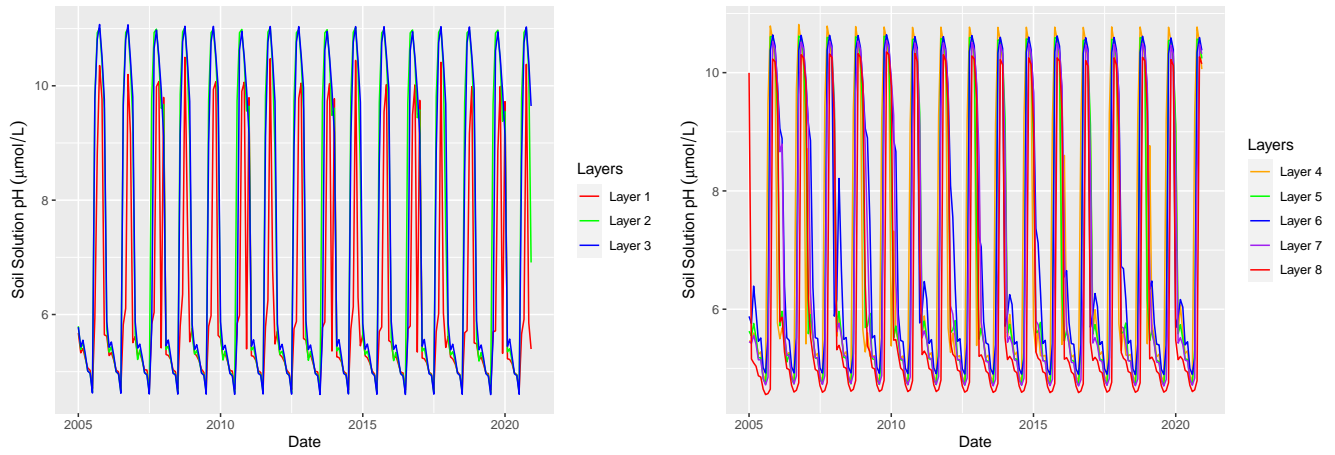 Soil Solution pH (µmol/L)
10
8
6
2005
2010
2015
2020
Date
Layers
Layer 1
Layer 2
Layer 3
Soil Solution pH (µmol/L)
10
8
6
2005
2010
2015
2020
Date
Layers
Layer 4
Layer 5
Layer 6
Layer 7
Layer 8